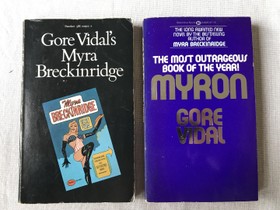 Gore Vidal's
Myra
Breckinridge
Myra
BRECKINRIDGE
THE LONG AWAITED NEW
NOVEL BY THE BESTSELLING
AUTHOR OF
MYRA BRECKINRIDGE
THE MOST OUTRAGEOUS
BOOK OF THE YEAR!
MYRON
GORE
VIDAL